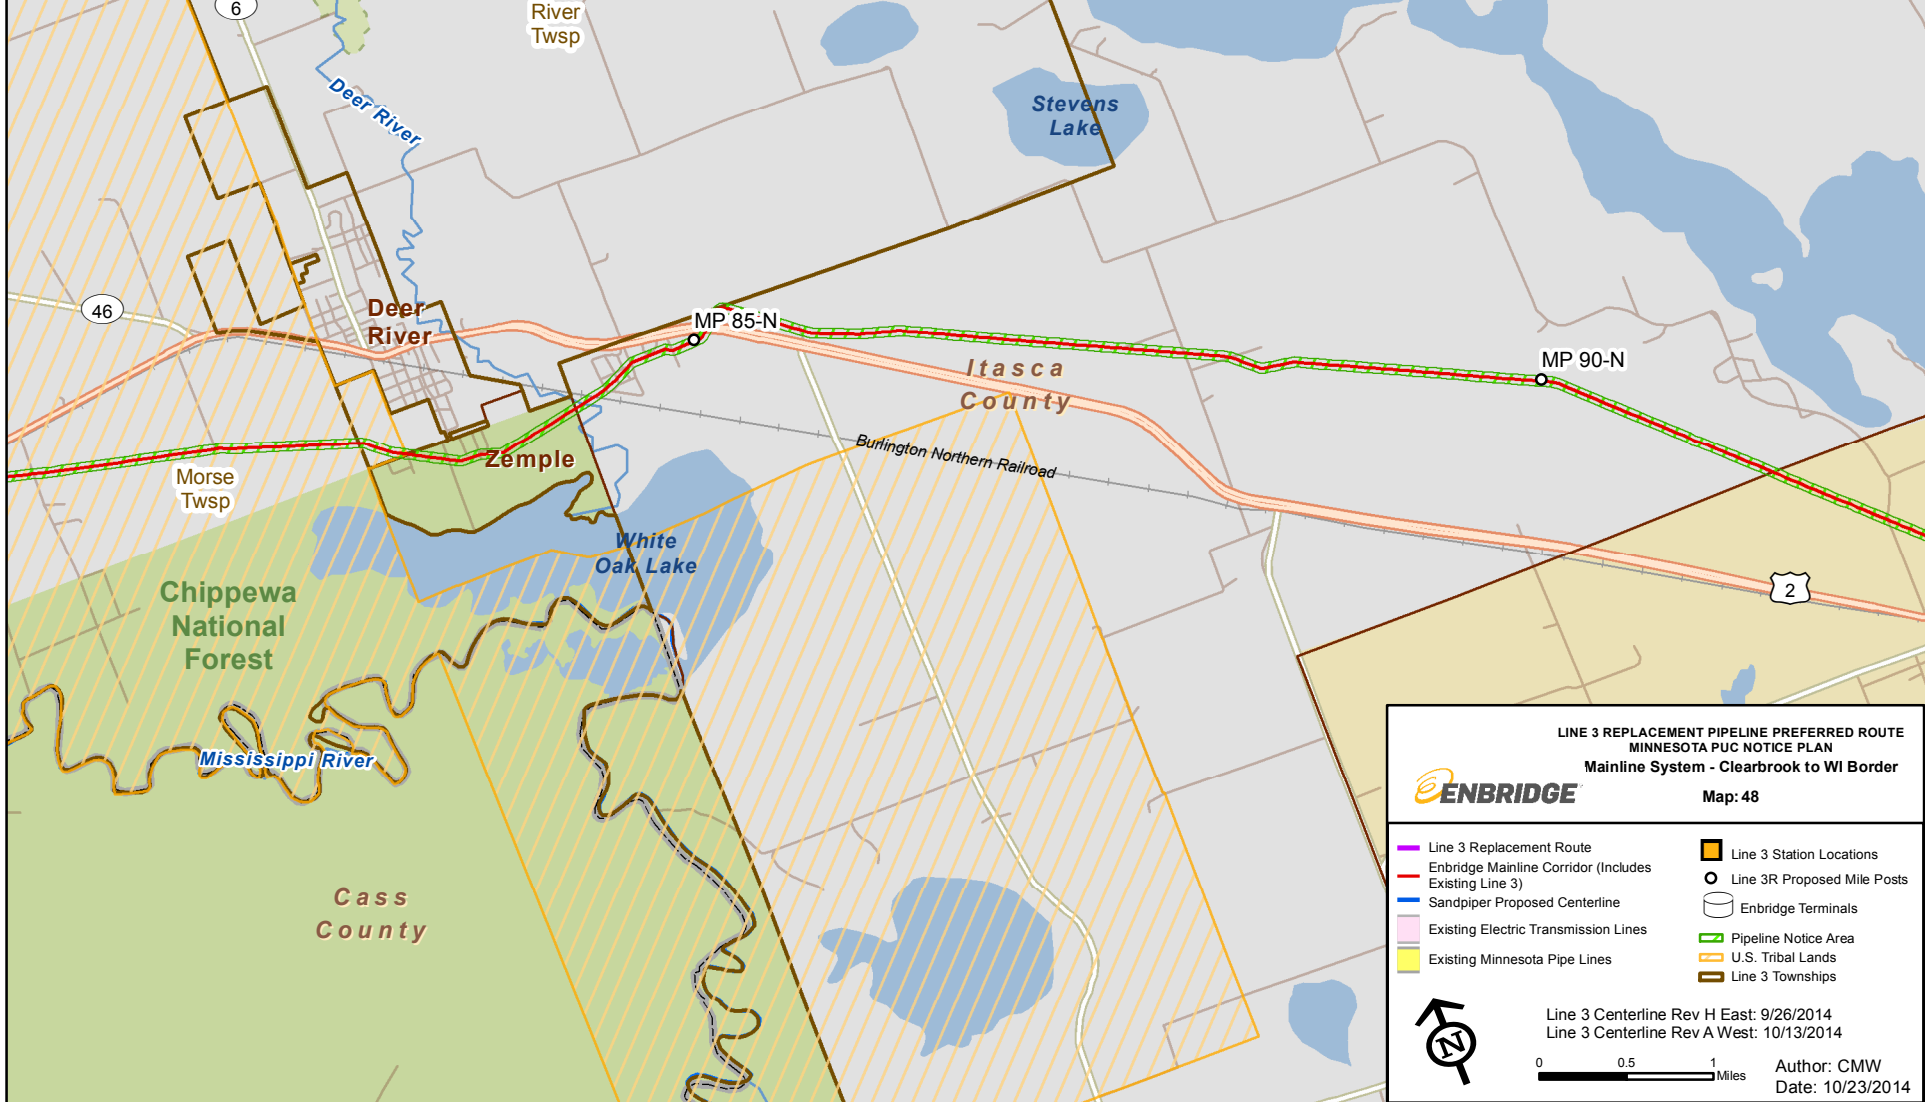 6
River
Twsp
Deer River
Stevens
Lake
46
Deer
River
MP 85-N
Itasca
County
MP 90-N
Burlington Northern Railroad
Zemple
Morse
Twsp
White
Oak Lake
Chippewa
National
Forest
2
Mississippi River
Cass
County
LINE 3 REPLACEMENT PIPELINE PREFERRED ROUTE
MINNESOTA PUC NOTICE PLAN
Mainline System - Clearbrook to WI Border
ENBRIDGE
Map: 48
Line 3 Replacement Route
Enbridge Mainline Corridor (Includes
Existing Line 3)
Sandpiper Proposed Centerline
Existing Electric Transmission Lines
Existing Minnesota Pipe Lines
Line 3 Station Locations
Line 3R Proposed Mile Posts
Enbridge Terminals
Pipeline Notice Area
U.S. Tribal Lands
Line 3 Townships
N
Line 3 Centerline Rev H East: 9/26/2014
Line 3 Centerline Rev A West: 10/13/2014
0 0.5 1
Miles
Author: CMW
Date: 10/23/2014